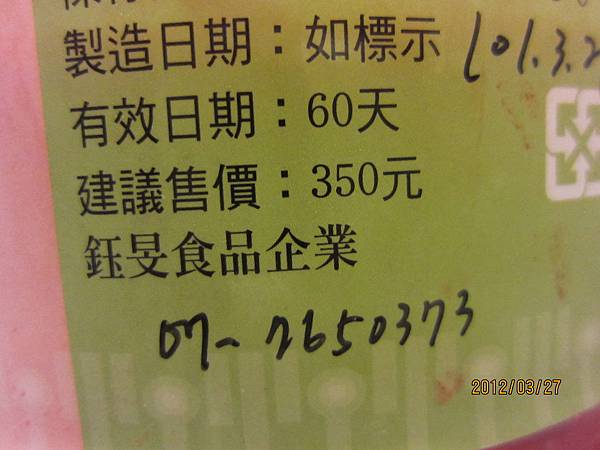 製造日期：如標示 101.3.2
有效日期：60天
建議售價：350元
鈺旻食品企業
07-7650373
2012/03/27